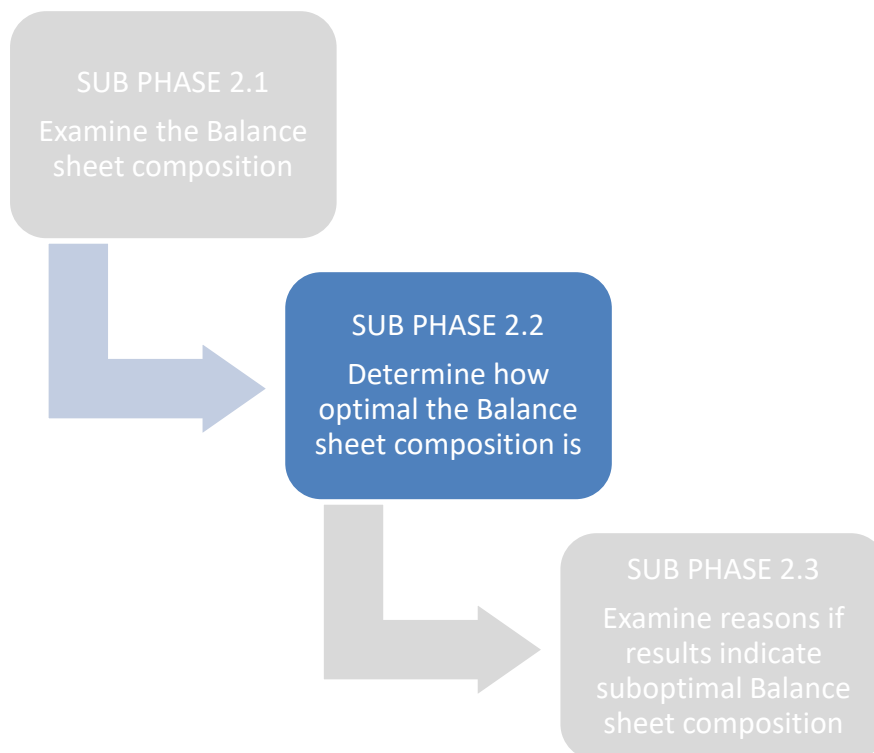 SUB PHASE 2.1
Examine the Balance
sheet composition
SUB PHASE 2.2
Determine how
optimal the Balance
sheet composition is
SUB PHASE 2.3
Examine reasons if
results indicate
suboptimal Balance
sheet composition